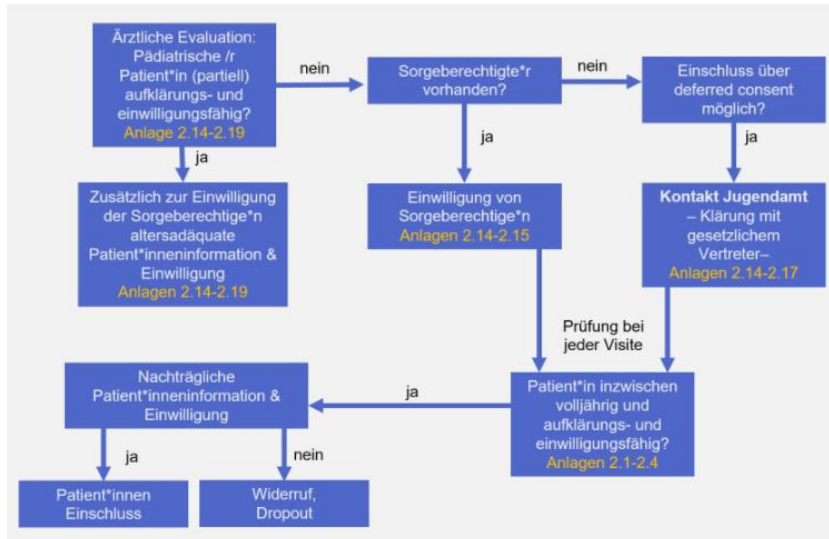 Ärztliche Evaluation:
Pädiatrische /r
Patient*in (partiell)
aufklärungs- und
einwilligungsfähig?
Anlage 2.14-2.19
nein
Sorgeberechtigte*r
vorhanden?
nein
Einschluss über
deferred consent
möglich?
ja
ja
ja
Zusätzlich zur Einwilligung
der Sorgeberechtige*n
altersadäquate
Patient*inneninformation &
Einwilligung
Anlagen 2.14-2.19
Einwilligung von
Sorgeberechtige*n
Anlagen 2.14-2.15
Kontakt Jugendamt
– Klärung mit
gesetzlichem
Vertreter–
Anlagen 2.14-2.17
Prüfung bei
jeder Visite
Nachträgliche
Patient*inneninformation &
Einwilligung
ja
Patient*in inzwischen
volljährig und
aufklärungs- und
einwilligungsfähig?
Anlagen 2.1-2.4
ja
nein
Patient*innen
Einschluss
Widerruf,
Dropout